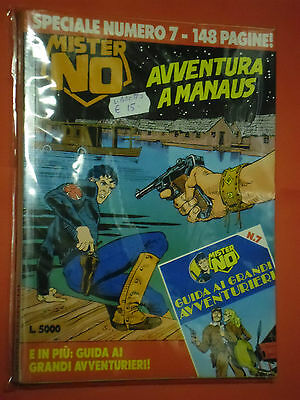 SPECIALE NUMERO 7 - 148 PAGINE!
MISTER
NO
AVVENTURA
A MANAUS
€ 15
N.7
MISTER
NO
GUIDA AI GRANDI
AVVENTURIERI
L. 5000
E IN PIÙ: GUIDA AI
GRANDI AVVENTURIERI!